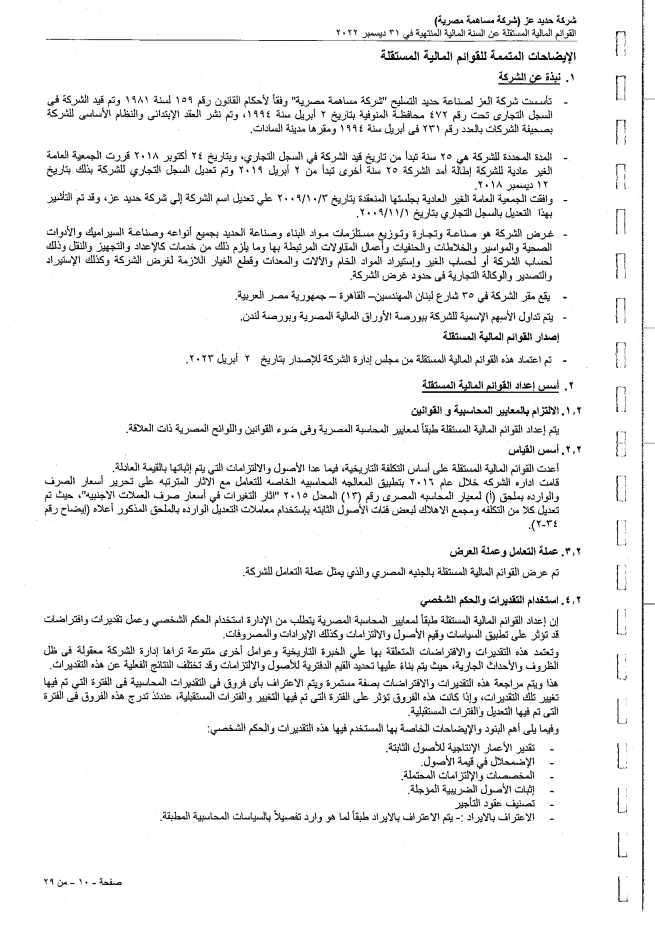 شركة حديد عز (شركة مساهمة مصرية)
القوائم المالية المستقلة عن السنة المالية المنتهية في ٣١ ديسمبر ٢٠٢٢
الإيضاحات المتممة للقوائم المالية المستقلة
١. نبذة عن الشركة
- تأسست شركة العز لصناعة حديد التسليح "شركة مساهمة مصرية" وفقاً لأحكام القانون رقم ١٥٩ لسنة ١٩٨١ وتم قيد الشركة في
السجل التجارى تحت رقم ٤٧٢ محافظة المنوفية بتاريخ ٢ أبريل سنة ١٩٩٤، وتم نشر العقد الإبتدائى والنظام الأساسى للشركة
بصحيفة الشركات بالعدد رقم ٢٣١ فى أبريل سنة ١٩٩٤ ومقرها مدينة السادات.
- المدة المحددة للشركة هي ٢٥ سنة تبدأ من تاريخ قيد الشركة في السجل التجاري، وبتاريخ ٢٤ أكتوبر ٢٠١٨ قررت الجمعية العامة
الغير عادية للشركة إطالة أمد الشركة ٢٥ سنة أخرى تبدأ من ٢ أبريل ٢٠١٩ وتم تعديل السجل التجاري للشركة بذلك بتاريخ
١٢ ديسمبر ٢٠١٨.
- وافقت الجمعية العامة الغير العادية بجلستها المنعقدة بتاريخ ٢٠٠٩/١٠/٣ علي تعديل اسم الشركة إلي شركة حديد عز، وقد تم التأشير
بهذا التعديل بالسجل التجاري بتاريخ ٢٠٠٩/١١/١.
- غرض الشركة هو صناعة وتجارة وتوزيع مستلزمات مواد البناء وصناعة الحديد بجميع أنواعه وصناعة السيراميك والأدوات
الصحية والمواسير والخلاطات والحنفيات وأعمال المقاولات المرتبطة بها وما يلزم ذلك من خدمات كالإعداد والتجهيز والنقل وذلك
لحساب الشركة أو لحساب الغير وإستيراد المواد الخام والآلات والمعدات وقطع الغيار اللازمة لغرض الشركة وكذلك الإستيراد
والتصدير والوكالة التجارية فى حدود غرض الشركة.
- يقع مقر الشركة في ٣٥ شارع لبنان المهندسين– القاهرة – جمهورية مصر العربية.
- يتم تداول الأسهم الإسمية للشركة ببورصة الأوراق المالية المصرية وبورصة لندن.
إصدار القوائم المالية المستقلة
- تم اعتماد هذه القوائم المالية المستقلة من مجلس إدارة الشركة للإصدار بتاريخ ٢ أبريل ٢٠٢٣.
٢. أسس إعداد القوائم المالية المستقلة
١,٢. الالتزام بالمعايير المحاسبية و القوانين
يتم إعداد القوائم المالية المستقلة طبقاً لمعايير المحاسبة المصرية وفى ضوء القوانين واللوائح المصرية ذات العلاقة.
٢,٢. أسس القياس
أعدت القوائم المالية المستقلة على أساس التكلفة التاريخية، فيما عدا الأصول والالتزامات التي يتم إثباتها بالقيمة العادلة.
قامت اداره الشركه خلال عام ٢٠١٦ بتطبيق المعالجه المحاسبيه الخاصه للتعامل مع الاثار المترتبه على تحرير أسعار الصرف
والوارده بملحق (أ) لمعيار المحاسبه المصرى رقم (١٣) المعدل ٢٠١٥ "اثار التغيرات في أسعار صرف العملات الاجنبيه"، حيث تم
تعديل كلا من التكلفه ومجمع الاهلاك لبعض فئات الأصول الثابته بإستخدام معاملات التعديل الوارده بالملحق المذكور أعلاه (إيضاح رقم
٣٤-٢).
٣,٢. عملة التعامل وعملة العرض
تم عرض القوائم المالية المستقلة بالجنيه المصري والذي يمثل عملة التعامل للشركة.
٤,٢. استخدام التقديرات والحكم الشخصي
إن إعداد القوائم المالية المستقلة طبقاً لمعايير المحاسبة المصرية يتطلب من الإدارة استخدام الحكم الشخصي وعمل تقديرات وافتراضات
قد تؤثر على تطبيق السياسات وقيم الأصول والالتزامات وكذلك الإيرادات والمصروفات.
وتعتمد هذه التقديرات والافتراضات المتعلقة بها علي الخبرة التاريخية وعوامل أخرى متنوعة تراها إدارة الشركة معقولة في ظل
الظروف والأحداث الجارية، حيث يتم بناءً عليها تحديد القيم الدفترية للأصول والالتزامات وقد تختلف النتائج الفعلية عن هذه التقديرات.
هذا ويتم مراجعة هذه التقديرات والافتراضات بصفة مستمرة ويتم الاعتراف بأى فروق فى التقديرات المحاسبية فى الفترة التي تم فيها
تغيير تلك التقديرات، وإذا كانت هذه الفروق تؤثر على الفترة التى تم فيها التغيير والفترات المستقبلية، عندئذ تدرج هذه الفروق فى الفترة
التى تم فيها التعديل والفترات المستقبلية.
وفيما يلى أهم البنود والإيضاحات الخاصة بها المستخدم فيها هذه التقديرات والحكم الشخصي:
- تقدير الأعمار الإنتاجية للأصول الثابتة.
- الإضمحلال في قيمة الأصول.
- المخصصات والإلتزامات المحتملة.
- إثبات الأصول الضريبية المؤجلة.
- تصنيف عقود التأجير
- الاعتراف بالايراد :- يتم الاعتراف بالايراد طبقاً لما هو وارد تفصيلاً بالسياسات المحاسبية المطبقة.
صفحة - ١٠ - من ٢٩